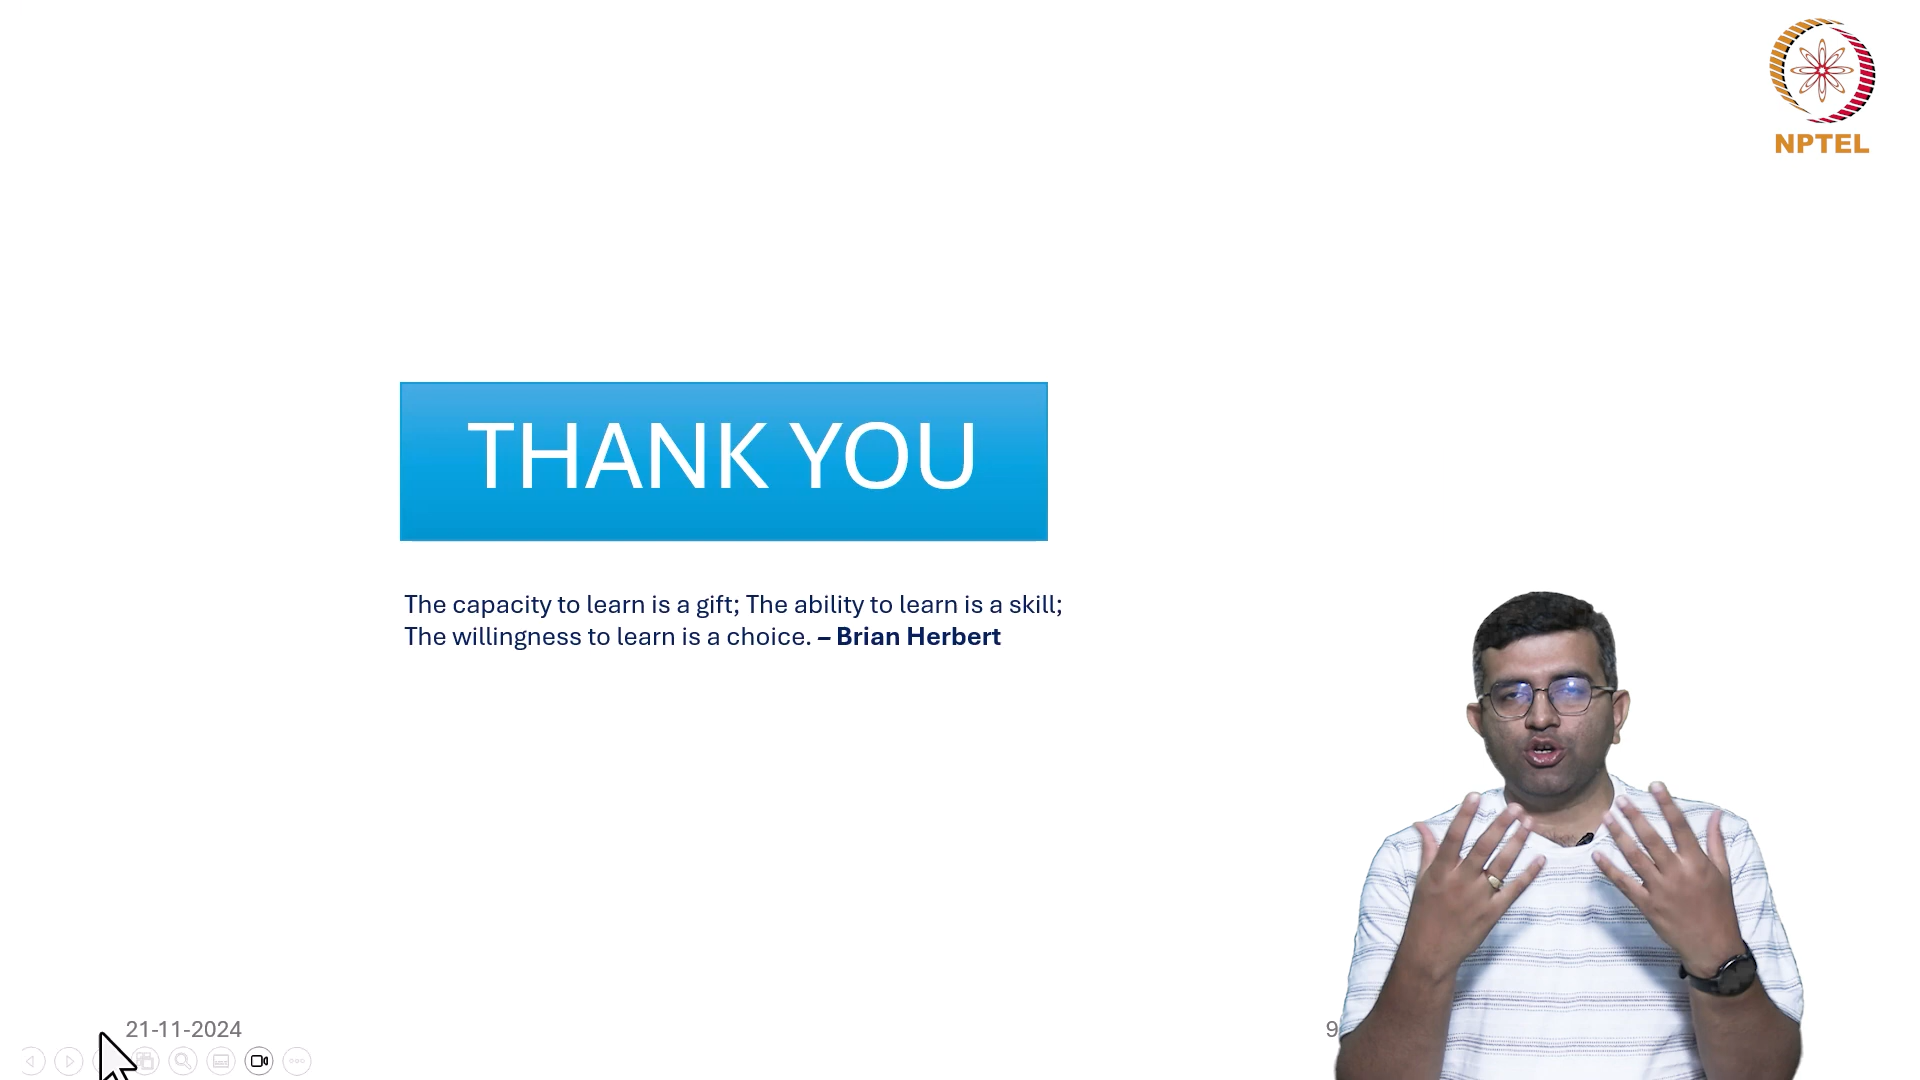 NPTEL
THANK YOU
The capacity to learn is a gift; The ability to learn is a skill;
The willingness to learn is a choice. – Brian Herbert
21-11-2024
9